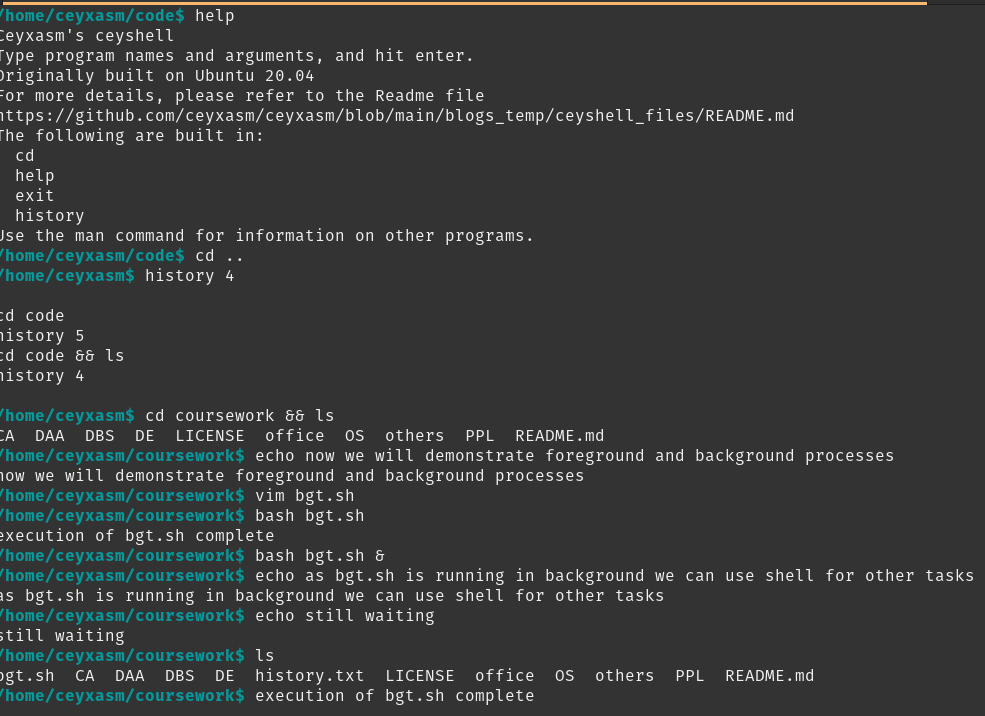 /home/ceyxasm/code$ help
Ceyxasm's ceyshell
Type program names and arguments, and hit enter.
Originally built on Ubuntu 20.04
For more details, please refer to the Readme file
https://github.com/ceyxasm/ceyxasm/blob/main/blogs_temp/ceyshell_files/README.md
The following are built in:
  cd
  help
  exit
  history
Use the man command for information on other programs.
/home/ceyxasm/code$ cd ..
/home/ceyxasm$ history 4
cd code
history 5
cd code && ls
history 4
/home/ceyxasm$ cd coursework && ls
CA  DAA  DBS  DE  LICENSE  office  OS  others  PPL  README.md
/home/ceyxasm/coursework$ echo now we will demonstrate foreground and background processes
now we will demonstrate foreground and background processes
/home/ceyxasm/coursework$ vim bgt.sh
/home/ceyxasm/coursework$ bash bgt.sh
execution of bgt.sh complete
/home/ceyxasm/coursework$ bash bgt.sh &
/home/ceyxasm/coursework$ echo as bgt.sh is running in background we can use shell for other tasks
as bgt.sh is running in background we can use shell for other tasks
/home/ceyxasm/coursework$ echo still waiting
still waiting
/home/ceyxasm/coursework$ ls
bgt.sh  CA  DAA  DBS  DE  history.txt  LICENSE  office  OS  others  PPL  README.md
/home/ceyxasm/coursework$ execution of bgt.sh complete